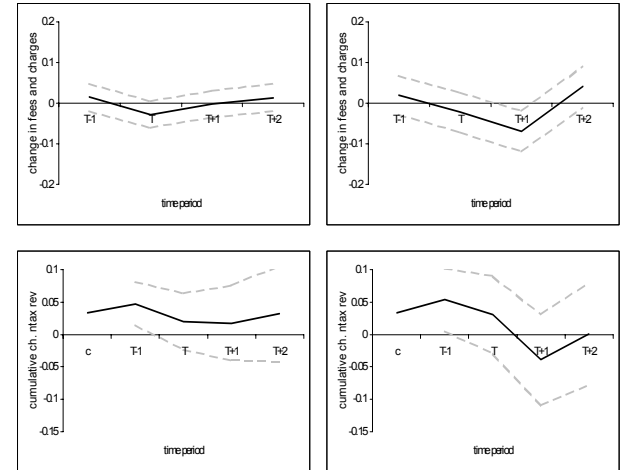 change in fees and charges
0.2
0.1
0
-0.1
-0.2
T-1
T
T+1
T+2
time period
change in fees and charges
0.2
0.1
0
-0.1
-0.2
T-1
T
T+1
T+2
time period
cumulative ch. ntax rev
0.1
0.05
0
-0.05
-0.1
-0.15
c
T-1
T
T+1
T+2
time period
cumulative ch. ntax rev
0.1
0.05
0
-0.05
-0.1
-0.15
c
T-1
T
T+1
T+2
time period